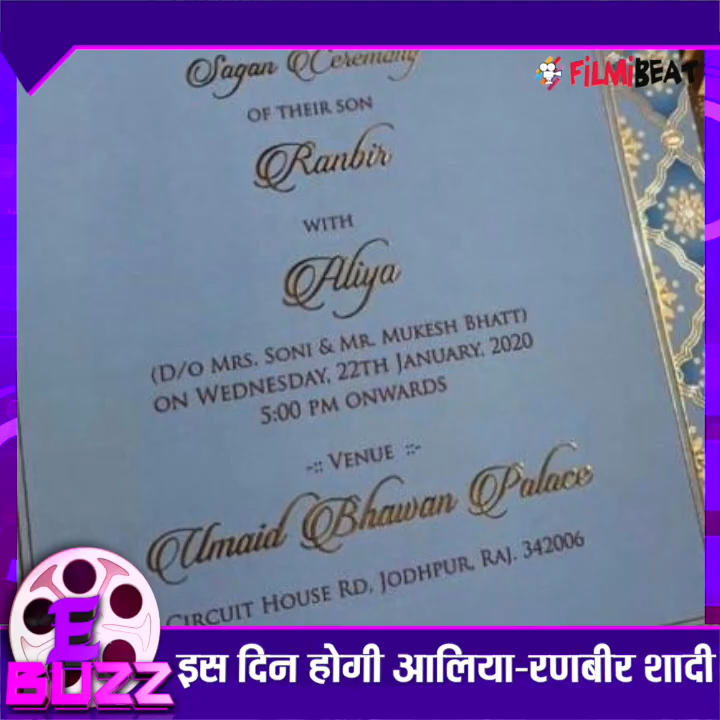 FiLMiBEAT
Sagan Ceremony
OF THEIR SON
Ranbir
WITH
Aliya
(D/O MRS. SONI & MR. MUKESH BHATT)
ON WEDNESDAY, 22TH JANUARY, 2020
5:00 PM ONWARDS
-:: VENUE ::-
Umaid Bhawan Palace
CIRCUIT HOUSE RD, JODHPUR, RAJ. 342006
E
BUZZ
इस दिन होगी आलिया-रणबीर शादी